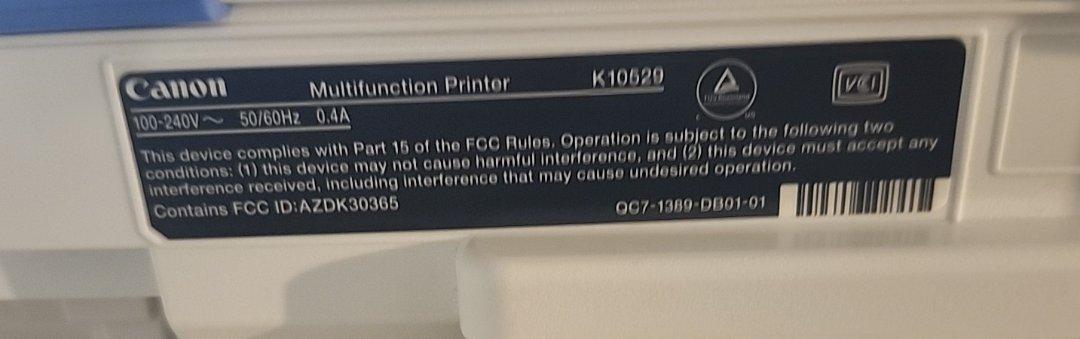 Canon Multifunction Printer K10529
100-240V～ 50/60Hz 0.4A
This device complies with Part 15 of the FCC Rules. Operation is subject to the following two
conditions: (1) this device may not cause harmful interference, and (2) this device must accept any
interference received, including interference that may cause undesired operation.
Contains FCC ID:AZDK30365 QC7-1389-DB01-01
TÜVRheinland
VCI